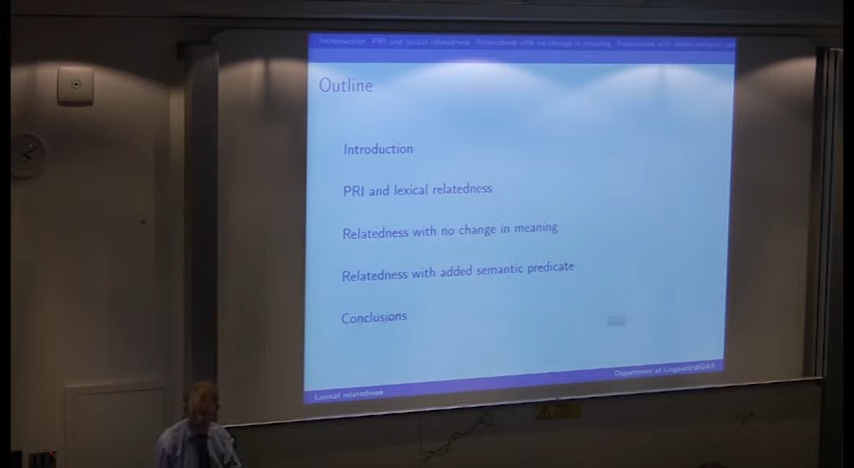 Introduction PRI and lexical relatedness Relatedness with no change in meaning Relatedness with added semantic
Outline
Introduction
PRI and lexical relatedness
Relatedness with no change in meaning
Relatedness with added semantic predicate
Conclusions
Lexical relatedness
Department of Linguistics